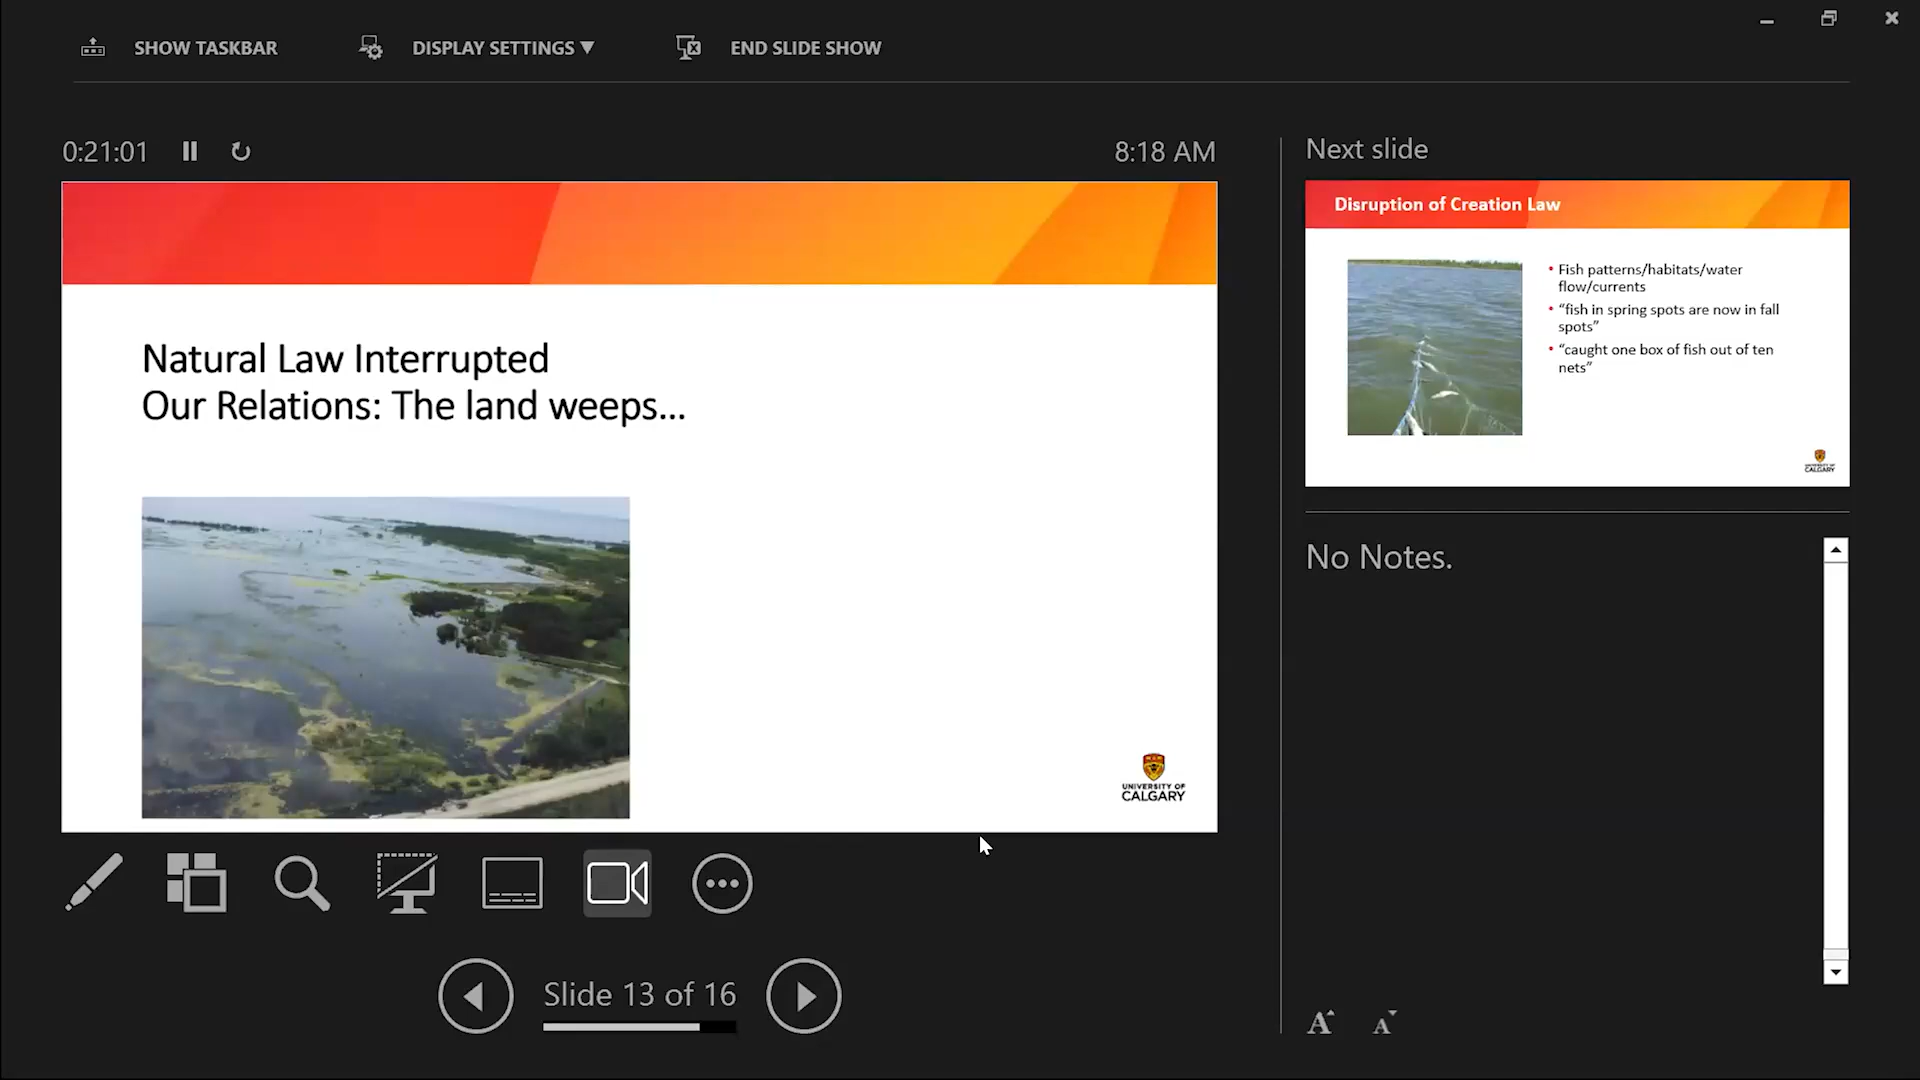 SHOW TASKBAR
DISPLAY SETTINGS ▼
END SLIDE SHOW
0:21:01
8:18 AM
Natural Law Interrupted
Our Relations: The land weeps...
UNIVERSITY OF
CALGARY
Slide 13 of 16
Next slide
Disruption of Creation Law
• Fish patterns/habitats/water
flow/currents
• “fish in spring spots are now in fall
spots”
• “caught one box of fish out of ten
nets”
UNIVERSITY OF
CALGARY
No Notes.
A
A